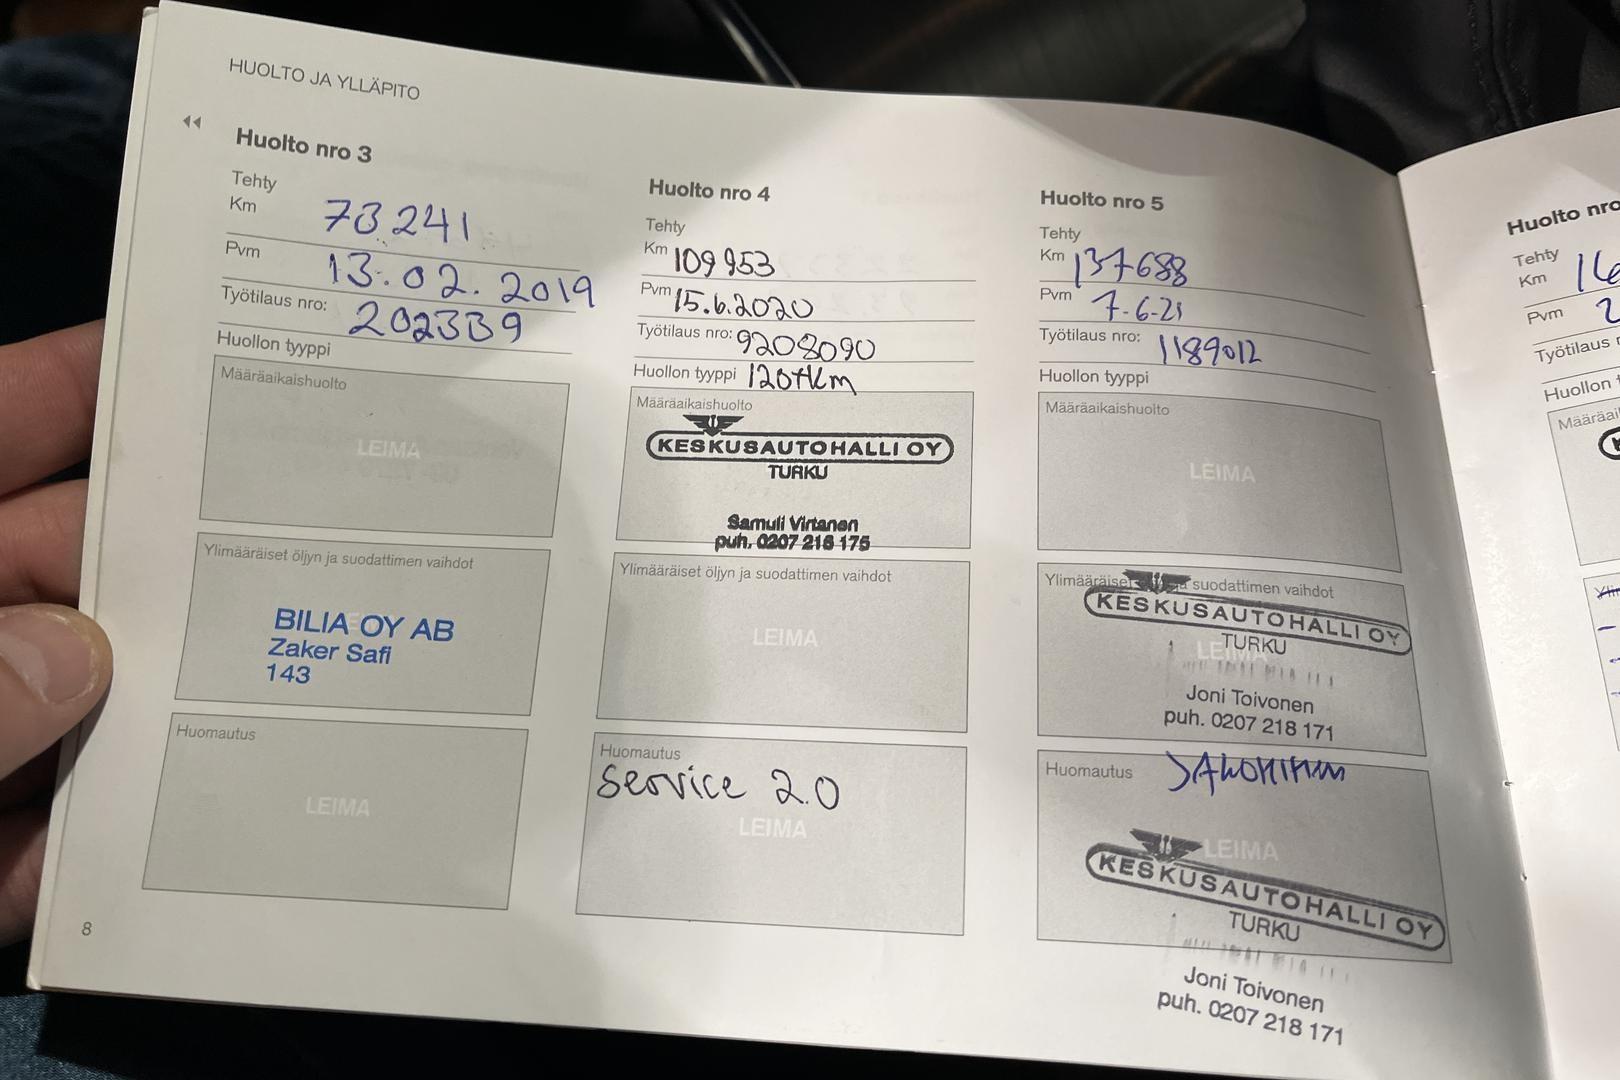 HUOLTO JA YLLÄPITO
Huolto nro 3
Tehty
Km 73.241
Pvm 13.02.2019
Työtilaus nro: 202339
Huollon tyyppi
Määräaikaishuolto
LEIMA
Ylimääräiset öljyn ja suodattimen vaihdot
BILIA OY AB
Zaker Safi
143
Huomautus
LEIMA
8
Huolto nro 4
Tehty
Km 109953
Pvm 15.6.2020
Työtilaus nro: 9208090
Huollon tyyppi 120tkm
Määräaikaishuolto
KESKUSAUTOHALLI OY
TURKU
Samuli Virtanen
puh. 0207 218 175
Ylimääräiset öljyn ja suodattimen vaihdot
LEIMA
Huomautus
Service 2.0
LEIMA
Huolto nro 5
Tehty
Km 137688
Pvm 7-6-21
Työtilaus nro: 1189012
Huollon tyyppi
Määräaikaishuolto
LEIMA
Ylimääräiset suodattimen vaihdot
KESKUSAUTOHALLI OY
TURKU
LEIMA
Joni Toivonen
puh. 0207 218 171
Huomautus
LEIMA
KESKUSAUTOHALLI OY
TURKU
Joni Toivonen
puh. 0207 218 171
Huolto nro
Tehty
Km
Pvm
Työtilaus
Huollon